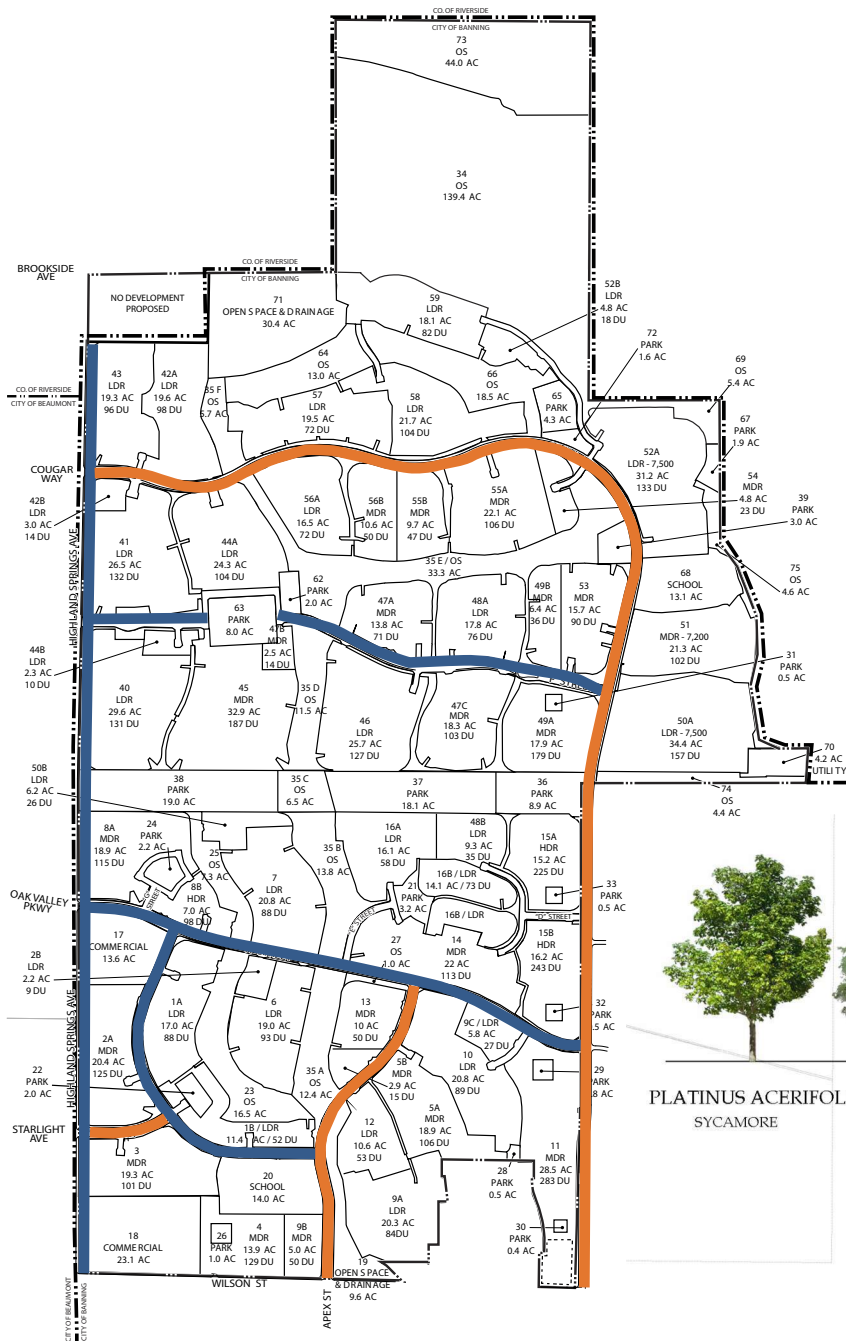 CO. OF RIVERSIDE
CITY OF BANNING
73
OS
44.0 AC
34
OS
139.4 AC
BROOKSIDE
AVE
CO. OF RIVERSIDE
CITY OF BANNING
NO DEVELOPMENT
PROPOSED
71
OPEN SPACE & DRAINAGE
30.4 AC
59
LDR
18.1 AC
82 DU
52B
LDR
4.8 AC
18 DU
72
PARK
1.6 AC
69
OS
5.4 AC
67
PARK
1.9 AC
64
OS
13.0 AC
66
OS
18.5 AC
65
PARK
4.3 AC
43
LDR
19.3 AC
96 DU
42A
LDR
19.6 AC
98 DU
35 F
OS
5.7 AC
57
LDR
19.5 AC
72 DU
58
LDR
21.7 AC
104 DU
CO. OF RIVERSIDE
CITY OF BEAUMONT
52A
LDR - 7,500
31.2 AC
133 DU
54
MDR
4.8 AC
23 DU
39
PARK
3.0 AC
COUGAR
WAY
42B
LDR
3.0 AC
14 DU
41
LDR
26.5 AC
132 DU
44A
LDR
24.3 AC
104 DU
56A
LDR
16.5 AC
72 DU
56B
MDR
10.6 AC
50 DU
55B
MDR
9.7 AC
47 DU
55A
MDR
22.1 AC
106 DU
35 E / OS
33.3 AC
68
SCHOOL
13.1 AC
75
OS
4.6 AC
HIGHLAND SPRINGS AVE
62
PARK
2.0 AC
63
PARK
8.0 AC
47B
MDR
2.5 AC
14 DU
47A
MDR
13.8 AC
71 DU
48A
LDR
17.8 AC
76 DU
49B
MDR
6.4 AC
36 DU
53
MDR
15.7 AC
90 DU
51
MDR - 7,200
21.3 AC
102 DU
31
PARK
0.5 AC
44B
LDR
2.3 AC
10 DU
40
LDR
29.6 AC
131 DU
45
MDR
32.9 AC
187 DU
35 D
OS
11.5 AC
46
LDR
25.7 AC
127 DU
47C
MDR
18.3 AC
103 DU
49A
MDR
17.9 AC
179 DU
50A
LDR - 7,500
34.4 AC
157 DU
70
4.2 AC
UTILITY
50B
LDR
6.2 AC
26 DU
38
PARK
19.0 AC
35 C
OS
6.5 AC
37
PARK
18.1 AC
36
PARK
8.9 AC
74
OS
4.4 AC
8A
MDR
18.9 AC
115 DU
24
PARK
2.2 AC
25
OS
7.3 AC
8B
HDR
7.0 AC
98 DU
STREET
7
LDR
20.8 AC
88 DU
35 B
OS
13.8 AC
16A
LDR
16.1 AC
58 DU
48B
LDR
9.3 AC
35 DU
15A
HDR
15.2 AC
225 DU
16B / LDR
14.1 AC / 73 DU
16B / LDR
21
PARK
3.2 AC
33
PARK
0.5 AC
"D" STREET
OAK VALLEY
PKWY
17
COMMERCIAL
13.6 AC
"E" STREET
27
OS
1.0 AC
14
MDR
22 AC
113 DU
15B
HDR
16.2 AC
243 DU
2B
LDR
2.2 AC
9 DU
1A
LDR
17.0 AC
88 DU
6
LDR
19.0 AC
93 DU
13
MDR
10 AC
50 DU
9C / LDR
5.8 AC
27 DU
32
PARK
.5 AC
2A
MDR
20.4 AC
125 DU
HIGHLAND SPRINGS AVE
22
PARK
2.0 AC
23
OS
16.5 AC
35 A
OS
12.4 AC
5B
MDR
2.9 AC
15 DU
10
LDR
20.8 AC
89 DU
29
PARK
.8 AC
PLATINUS ACERIFOL
SYCAMORE
STARLIGHT
AVE
3
MDR
19.3 AC
101 DU
1B / LDR
11.4 AC / 52 DU
12
LDR
10.6 AC
53 DU
5A
MDR
18.9 AC
106 DU
11
MDR
28.5 AC
283 DU
28
PARK
0.5 AC
20
SCHOOL
14.0 AC
18
COMMERCIAL
23.1 AC
26
PARK
1.0 AC
4
MDR
13.9 AC
129 DU
9B
MDR
5.0 AC
50 DU
9A
LDR
20.3 AC
84DU
30
PARK
0.4 AC
19
OPEN SPACE
& DRAINAGE
9.6 AC
WILSON ST
APEX ST
CITY OF BEAUMONT
CITY OF BANNING